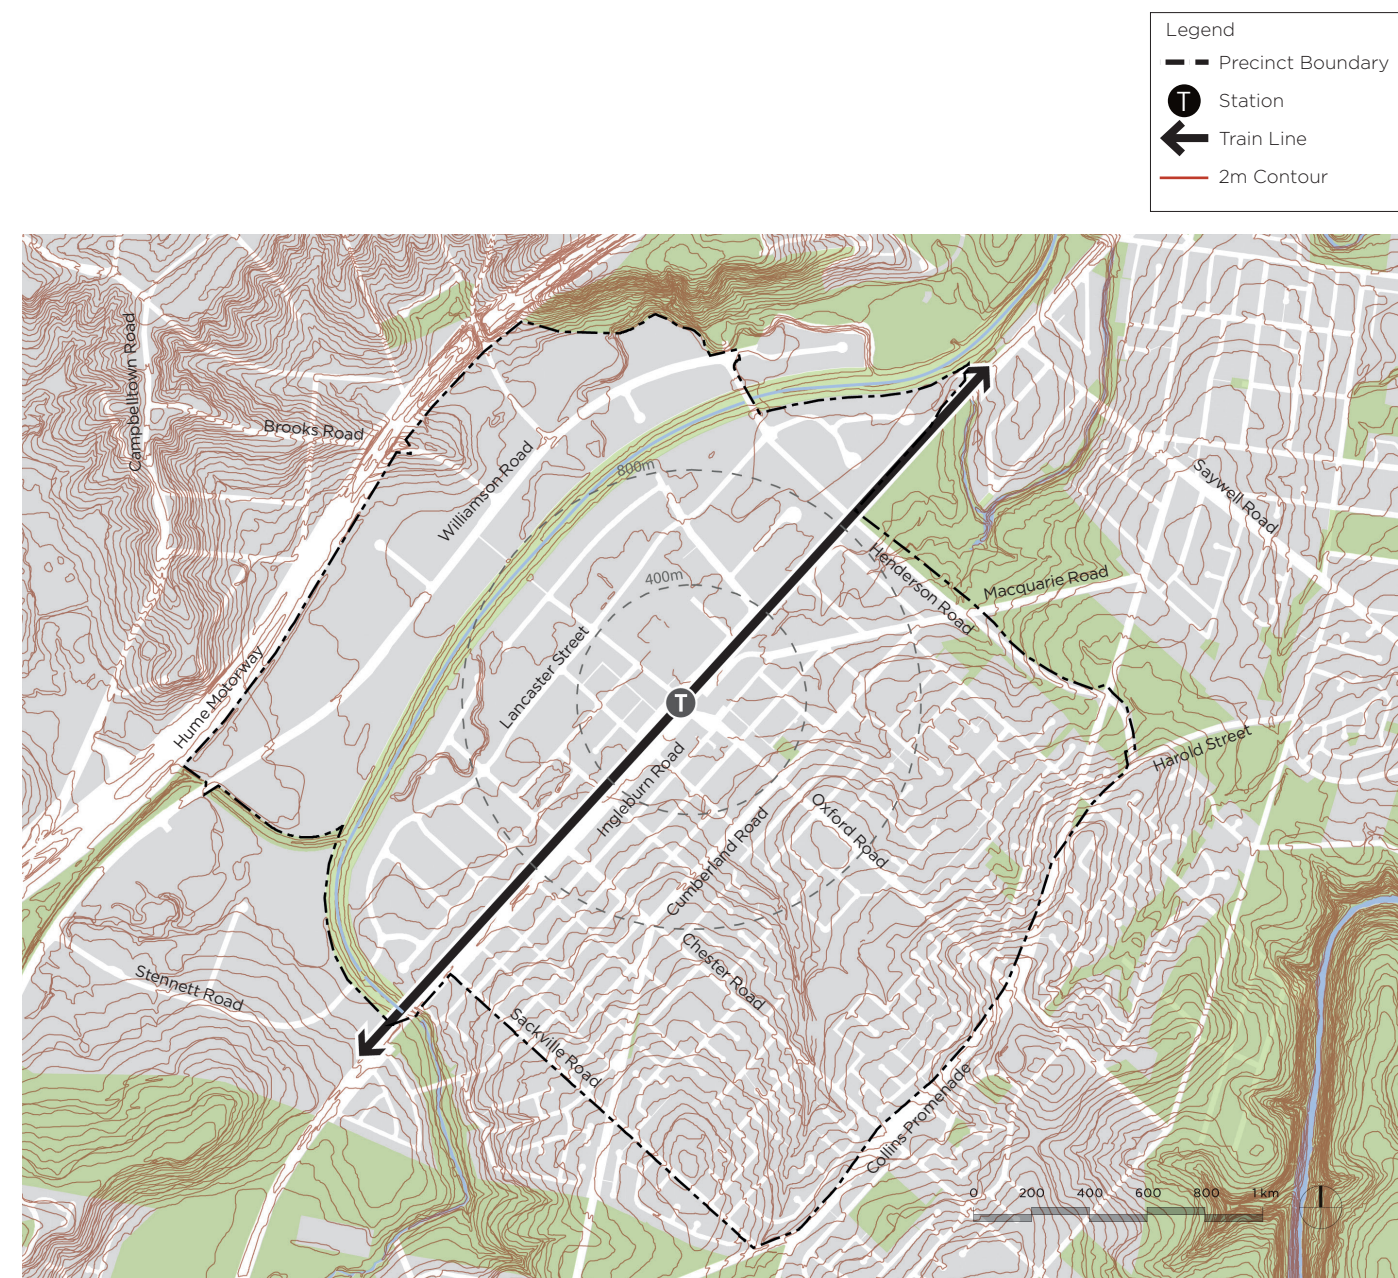 Legend
Precinct Boundary
T
Station
Train Line
2m Contour
Campbelltown Road
Brooks Road
Williamson Road
800m
Saywell Road
400m
Henderson Road
Macquarie Road
Lancaster Street
Hume Motorway
T
Harold Street
Ingleburn Road
Oxford Road
Cumberland Road
Chester Road
Stennett Road
Sackville Road
Collins Promenade
0 200 400 600 800 1 km